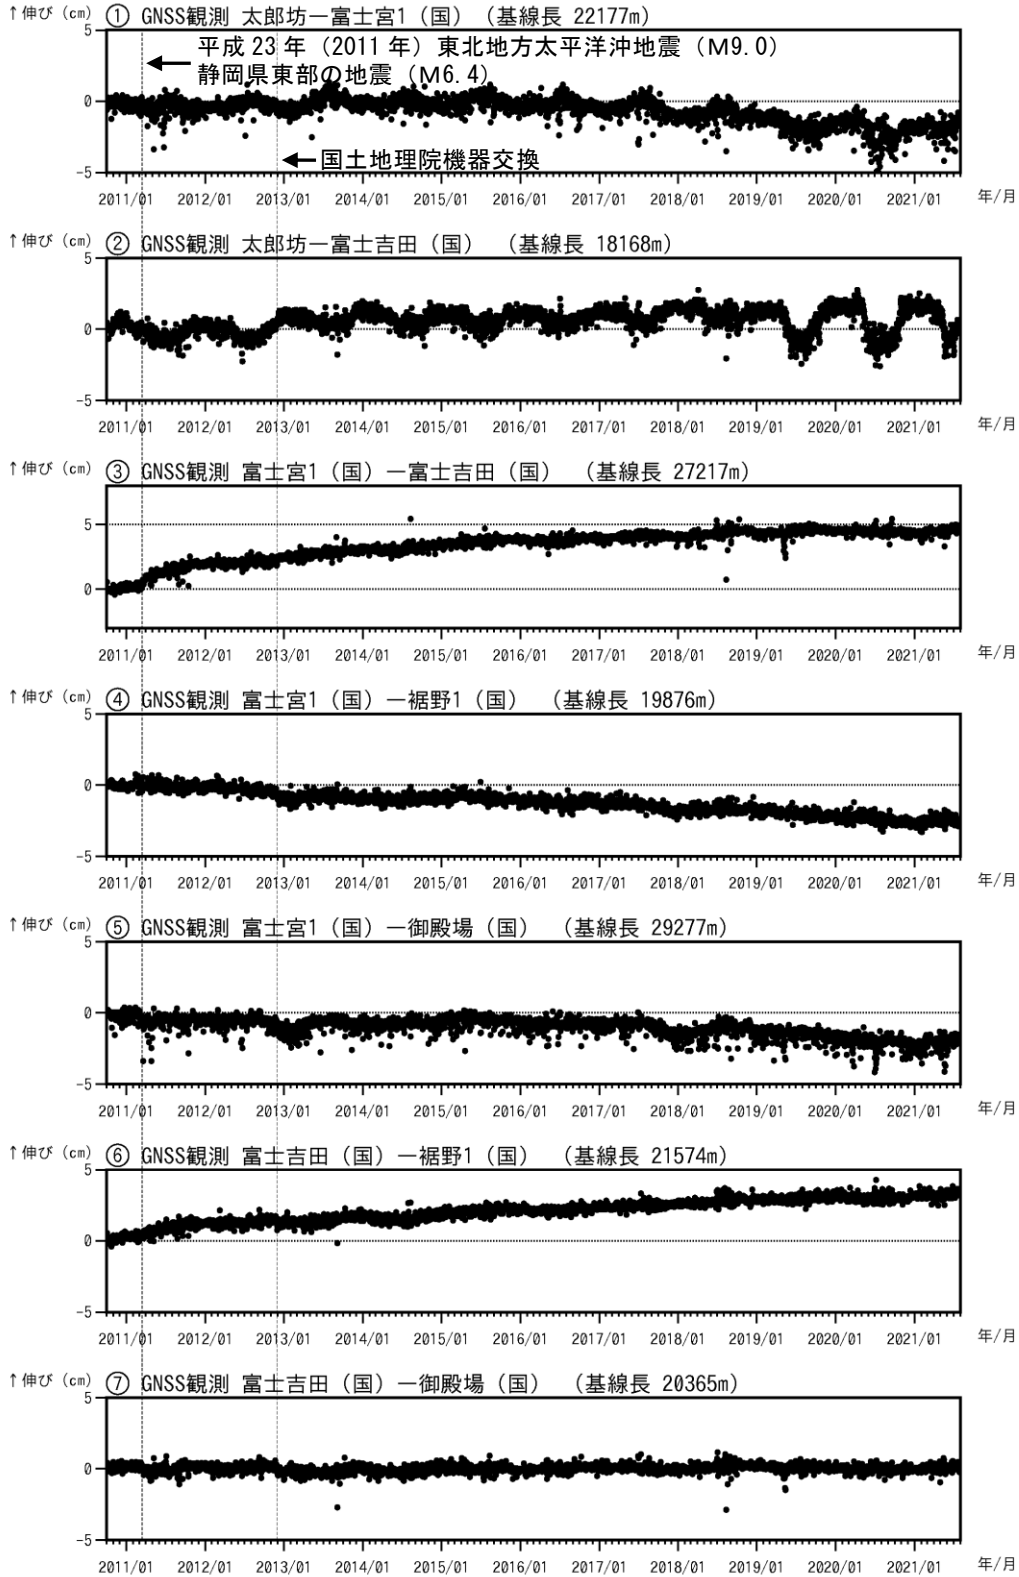 ↑伸び（cm） ① GNSS観測 太郎坊ー富士宮1（国）（基線長 22177m）
5
平成 23 年（2011 年）東北地方太平洋沖地震（M9.0）
静岡県東部の地震（M6.4）
0
国土地理院機器交換
-5
2011/01 2012/01 2013/01 2014/01 2015/01 2016/01 2017/01 2018/01 2019/01 2020/01 2021/01 年/月
↑伸び（cm） ② GNSS観測 太郎坊ー富士吉田（国） （基線長 18168m）
5
0
-5
2011/01 2012/01 2013/01 2014/01 2015/01 2016/01 2017/01 2018/01 2019/01 2020/01 2021/01 年/月
↑伸び（cm） ③ GNSS観測 富士宮1（国）ー富士吉田（国） （基線長 27217m）
5
0
2011/01 2012/01 2013/01 2014/01 2015/01 2016/01 2017/01 2018/01 2019/01 2020/01 2021/01 年/月
↑伸び（cm） ④ GNSS観測 富士宮1（国）ー裾野1（国） （基線長 19876m）
5
0
-5
2011/01 2012/01 2013/01 2014/01 2015/01 2016/01 2017/01 2018/01 2019/01 2020/01 2021/01 年/月
↑伸び（cm） ⑤ GNSS観測 富士宮1（国）ー御殿場（国） （基線長 29277m）
5
0
-5
2011/01 2012/01 2013/01 2014/01 2015/01 2016/01 2017/01 2018/01 2019/01 2020/01 2021/01 年/月
↑伸び（cm） ⑥ GNSS観測 富士吉田（国）ー裾野1（国） （基線長 21574m）
5
0
-5
2011/01 2012/01 2013/01 2014/01 2015/01 2016/01 2017/01 2018/01 2019/01 2020/01 2021/01 年/月
↑伸び（cm） ⑦ GNSS観測 富士吉田（国）ー御殿場（国） （基線長 20365m）
5
0
-5
2011/01 2012/01 2013/01 2014/01 2015/01 2016/01 2017/01 2018/01 2019/01 2020/01 2021/01 年/月